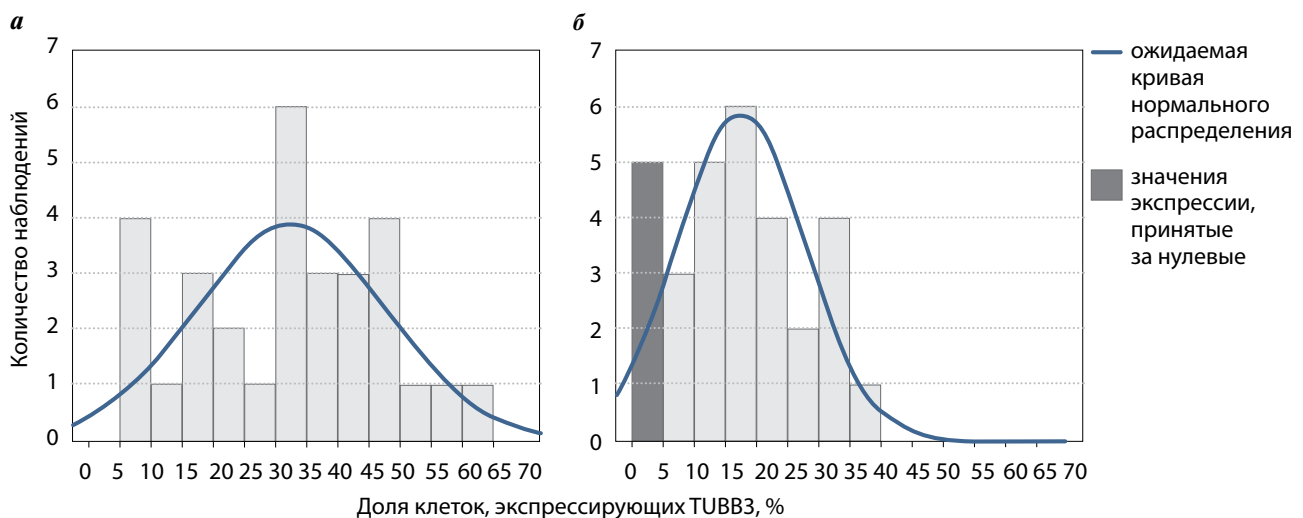 а
7
6
5
4
3
2
1
0
Количество наблюдений
0 5 10 15 20 25 30 35 40 45 50 55 60 65 70
б
7
6
5
4
3
2
1
0
0 5 10 15 20 25 30 35 40 45 50 55 60 65 70
Доля клеток, экспрессирующих TUBB3, %
ожидаемая
кривая
нормального
распределения
значения
экспрессии,
принятые
за нулевые